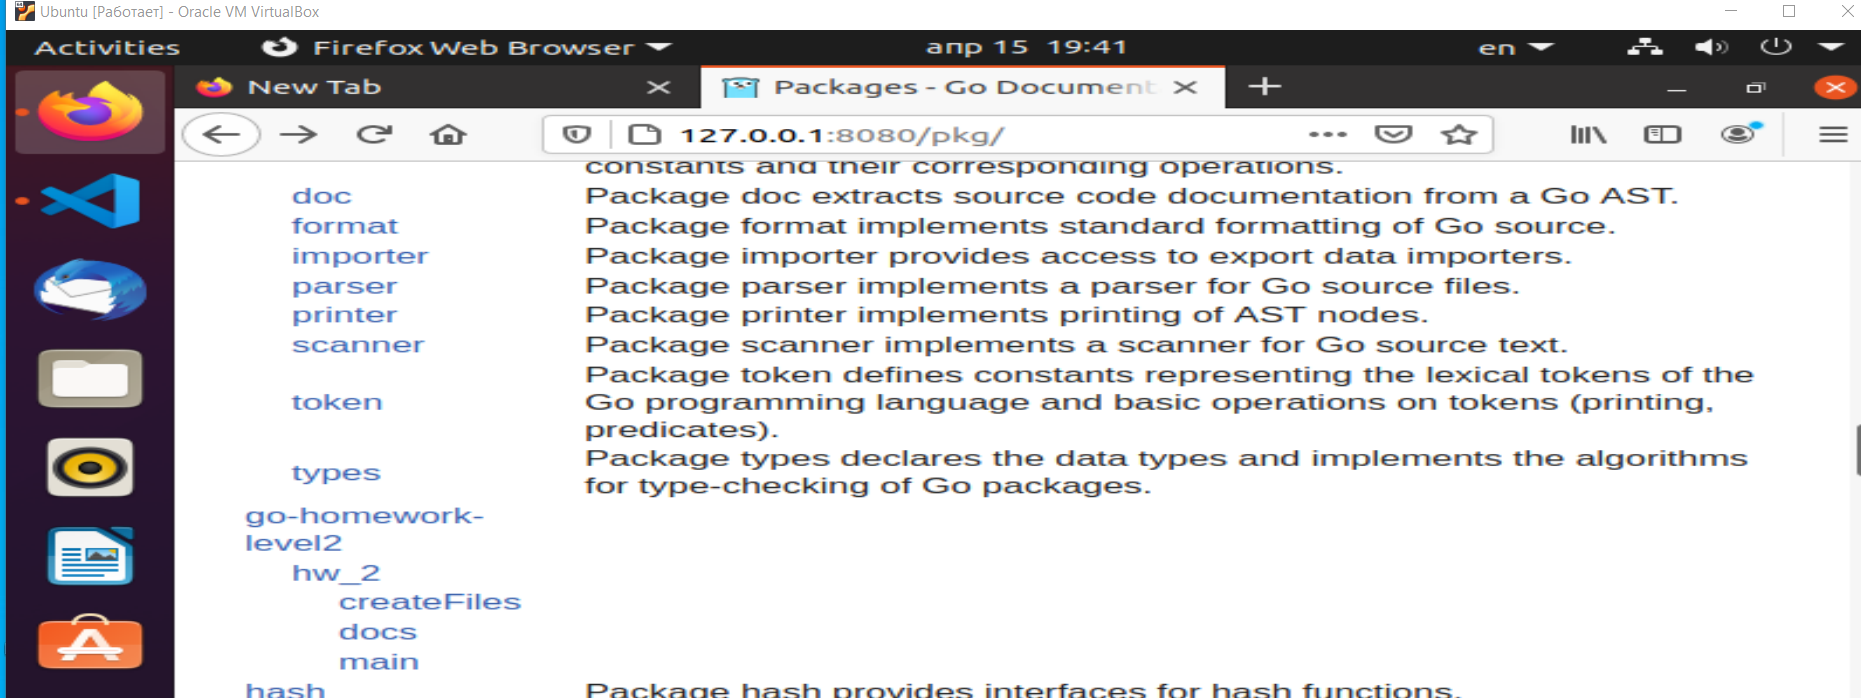 Ubuntu [Работает] - Oracle VM VirtualBox
Activities Firefox Web Browser апр 15 19:41 en
New Tab Packages - Go Document
127.0.0.1:8080/pkg/
constants and their corresponding operations.
doc Package doc extracts source code documentation from a Go AST.
format Package format implements standard formatting of Go source.
importer Package importer provides access to export data importers.
parser Package parser implements a parser for Go source files.
printer Package printer implements printing of AST nodes.
scanner Package scanner implements a scanner for Go source text.
Package token defines constants representing the lexical tokens of the
token Go programming language and basic operations on tokens (printing,
predicates).
Package types declares the data types and implements the algorithms
types
for type-checking of Go packages.
go-homework-
level2
hw_2
createFiles
docs
main
hash Package hash provides interfaces for hash functions.